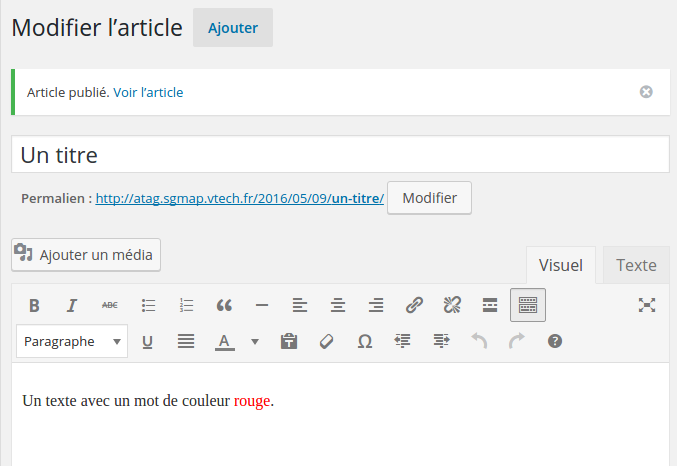 Modifier l’article Ajouter
Article publié. Voir l’article
Un titre
Permalien : http://atag.sgmap.vtech.fr/2016/05/09/un-titre/ Modifier
Ajouter un média
Visuel Texte
B I ABC
Paragraphe U A Ω ?
Un texte avec un mot de couleur rouge.